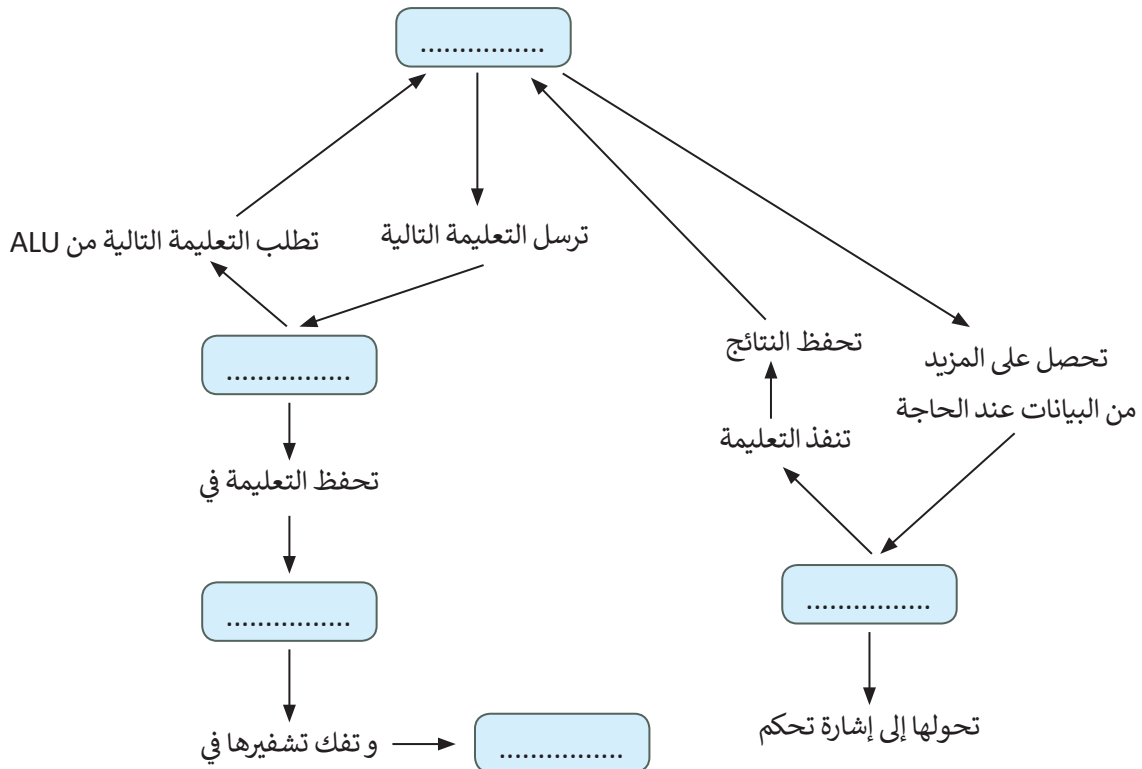 ................
تطلب التعليمة التالية من ALU
ترسل التعليمة التالية
................
تحفظ التعليمة في
................
و تفك تشفيرها في
................
تحفظ النتائج
تنفذ التعليمة
تحصل على المزيد
من البيانات عند الحاجة
................
تحولها إلى إشارة تحكم